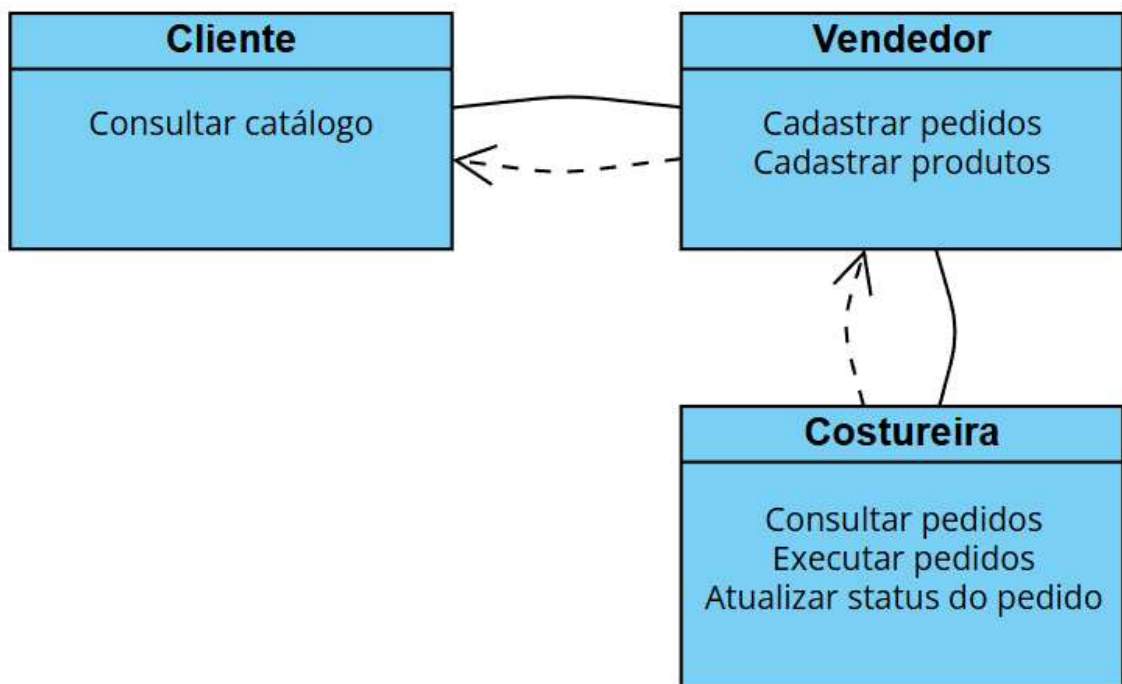 Cliente
Consultar catálogo
Vendedor
Cadastrar pedidos
Cadastrar produtos
Costureira
Consultar pedidos
Executar pedidos
Atualizar status do pedido